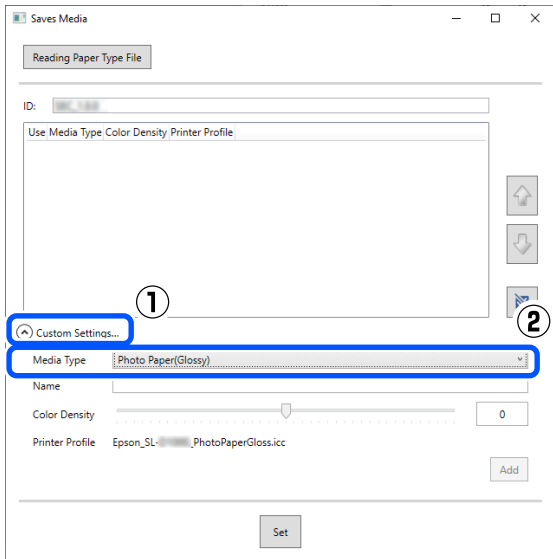 Saves Media
Reading Paper Type File
ID:
Use Media Type Color Density Printer Profile
①
Custom Settings...
②
Media Type Photo Paper(Glossy)
Name
Color Density 0
Printer Profile Epson_SL- _PhotoPaperGloss.icc
Add
Set